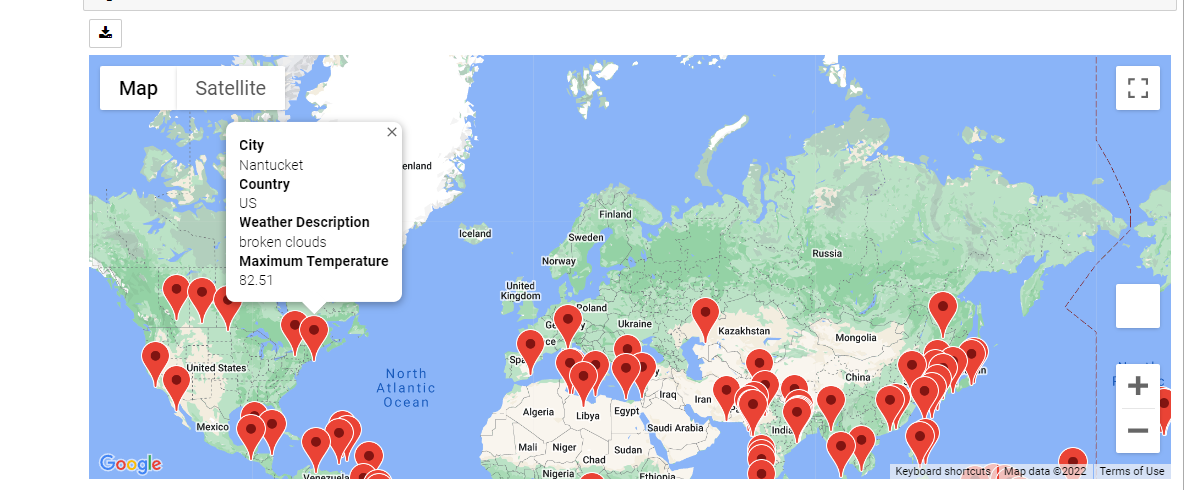 Map
Satellite
City
Nantucket
Country
US
Weather Description
broken clouds
Maximum Temperature
82.51
enland
Iceland
Finland
Sweden
Norway
Russia
United
Kingdom
Poland
Ukraine
Kazakhstan
Mongolia
United States
North
Atlantic
Ocean
China
Iraq
Iran
Algeria
Libya
Egypt
Saudi Arabia
India
Mexico
Mali
Niger
Chad
Sudan
Nigeria
Ethiopia
Venezuela
Google
Keyboard shortcuts
Map data ©2022
Terms of Use